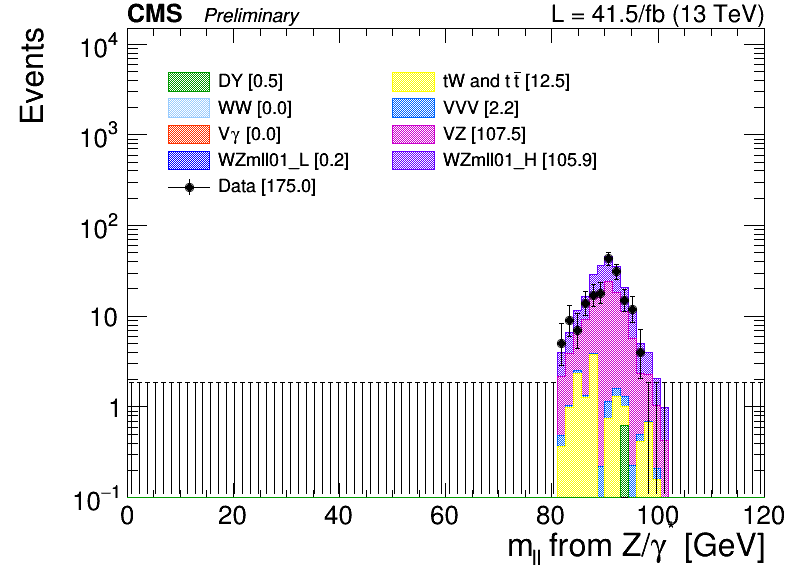 CMS Preliminary L = 41.5/fb (13 TeV)
Events
10⁴
10³
10²
10
1
10⁻¹
DY [0.5]
WW [0.0]
Vγ [0.0]
WZmll01_L [0.2]
Data [175.0]
tW and tt̄ [12.5]
VVV [2.2]
VZ [107.5]
WZmll01_H [105.9]
0 20 40 60 80 100 120
m_ll from Z/γ* [GeV]